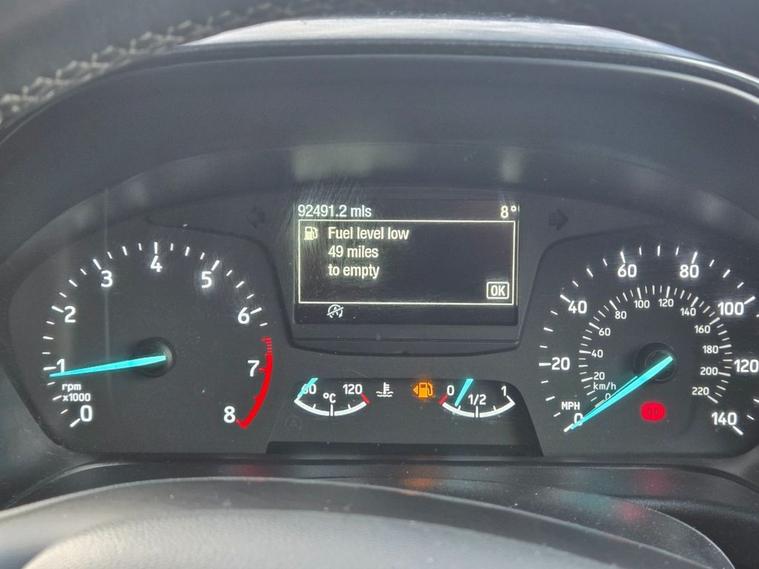 92491.2 mls 8°
Fuel level low
49 miles
to empty
OK
0 1 2 3 4 5 6 7 8
rpm
x1000
60 120
°C
0 1/2 1
0 20 40 60 80 100 120 140
MPH
0 20 40 60 80 100 120 140 160 180 200 220
km/h